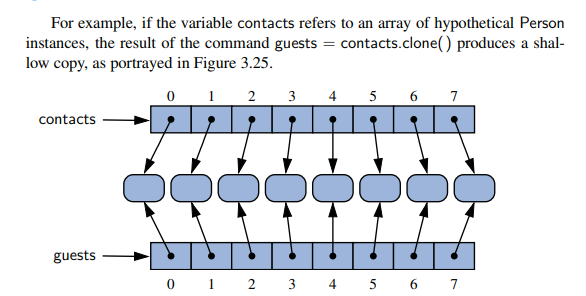 For example, if the variable contacts refers to an array of hypothetical Person
instances, the result of the command guests = contacts.clone() produces a shal-
low copy, as portrayed in Figure 3.25.
0 1 2 3 4 5 6 7
contacts
guests
0 1 2 3 4 5 6 7